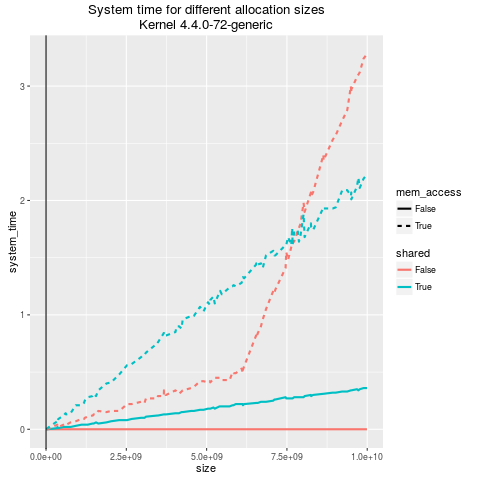 System time for different allocation sizes
Kernel 4.4.0-72-generic
system_time
3
2
1
0
0.0e+00 2.5e+09 5.0e+09 7.5e+09 1.0e+10
size
mem_access
False
True
shared
False
True